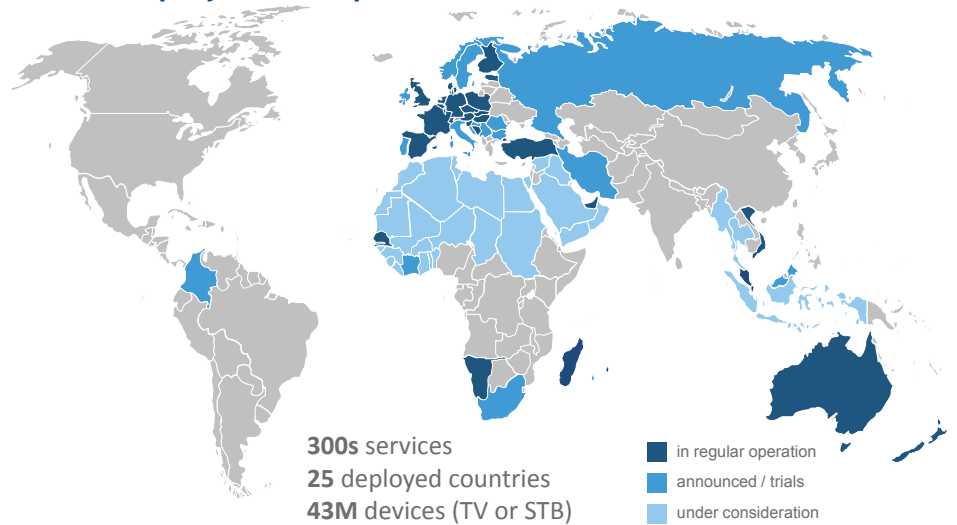 300s services
25 deployed countries
43M devices (TV or STB)
in regular operation
announced / trials
under consideration